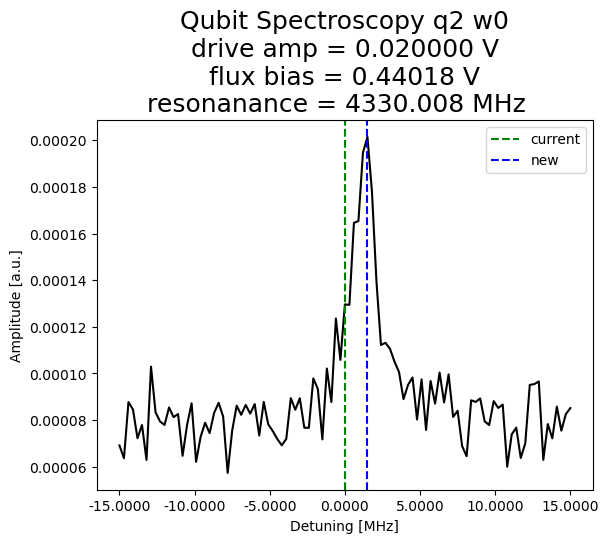 Qubit Spectroscopy q2 w0
drive amp = 0.020000 V
flux bias = 0.44018 V
resonanance = 4330.008 MHz
current
new
0.00020
0.00018
0.00016
0.00014
0.00012
0.00010
0.00008
0.00006
Amplitude [a.u.]
-15.0000 -10.0000 -5.0000 0.0000 5.0000 10.0000 15.0000
Detuning [MHz]